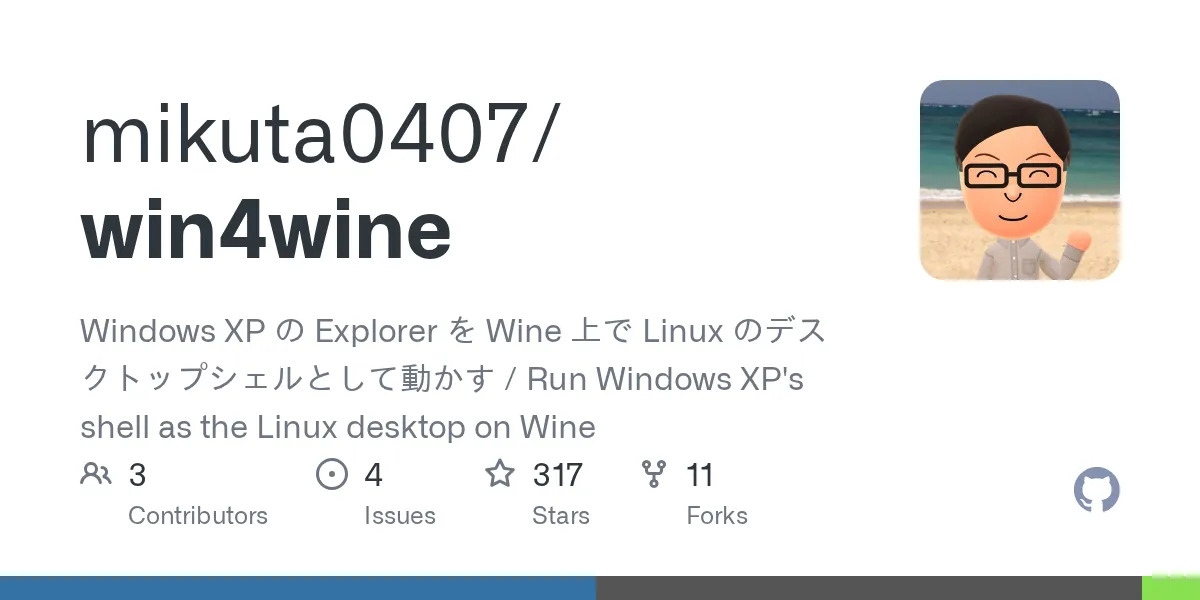 mikuta0407/
win4wine
Windows XP の Explorer を Wine 上で Linux のデス
クトップシェルとして動かす / Run Windows XP's
shell as the Linux desktop on Wine
3 4 317 11
Contributors Issues Stars Forks